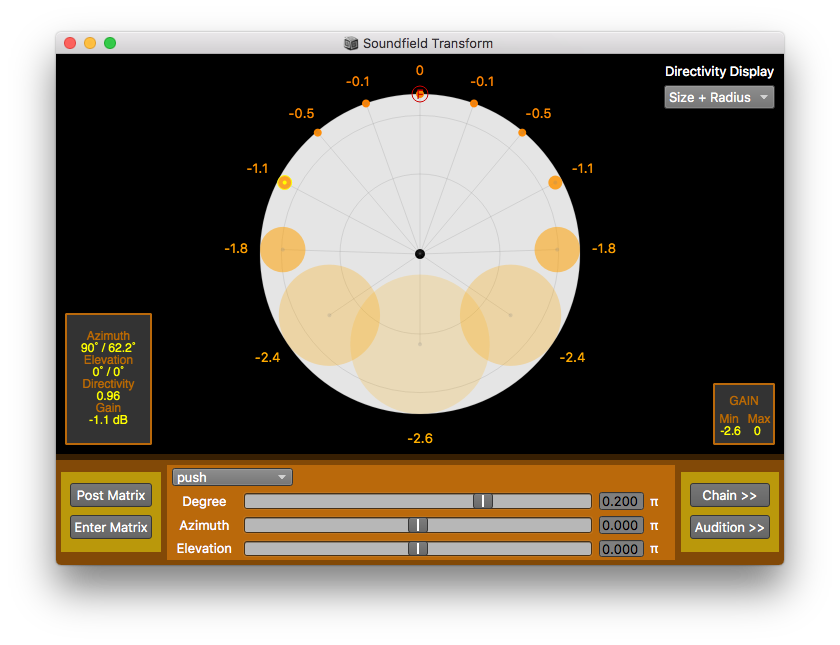 Soundfield Transform
Directivity Display
Size + Radius
0
-0.1
-0.1
-0.5
-0.5
-1.1
-1.1
-1.8
-1.8
-2.4
-2.4
-2.6
Azimuth
90° / 62.2°
Elevation
0° / 0°
Directivity
0.96
Gain
-1.1 dB
GAIN
Min Max
-2.6 0
Post Matrix
Enter Matrix
push
Degree 0.200 π
Azimuth 0.000 π
Elevation 0.000 π
Chain >>
Audition >>